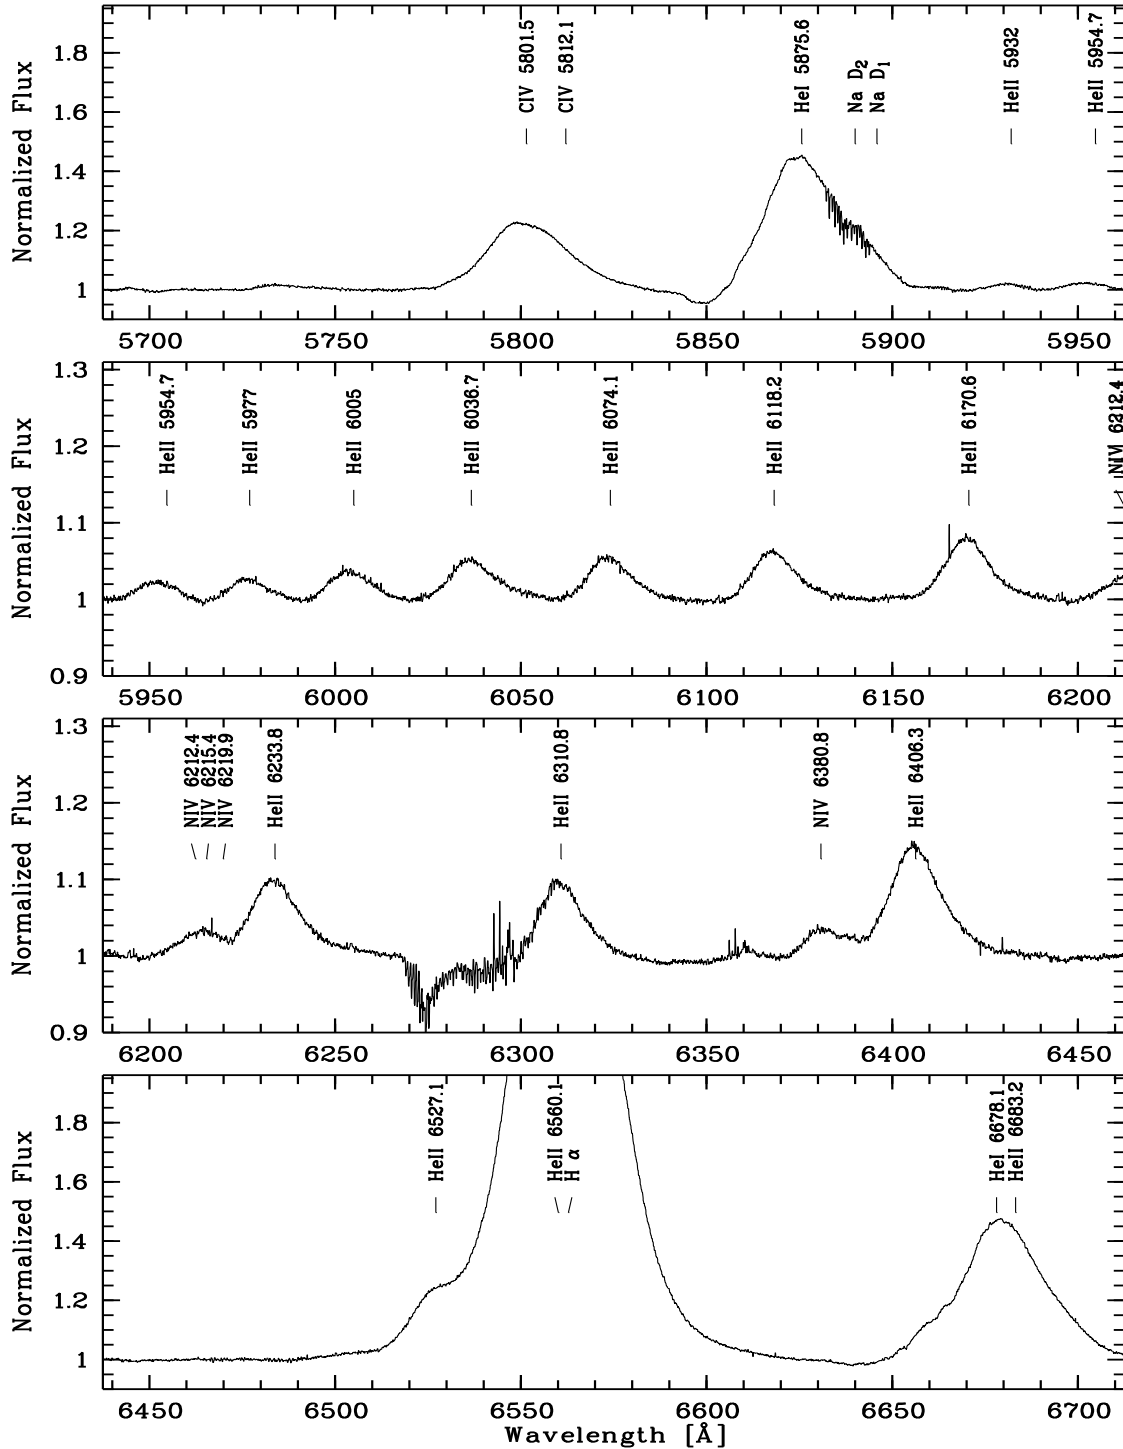 Normalized Flux
1.8
1.6
1.4
1.2
1
CIV 5801.5
CIV 5812.1
HeI 5875.6
Na D2
Na D1
HeII 5932
HeII 5954.7
5700 5750 5800 5850 5900 5950
Normalized Flux
1.3
1.2
1.1
1
0.9
HeII 5954.7
HeII 5977
HeII 6005
HeII 6036.7
HeII 6074.1
HeII 6118.2
HeII 6170.6
NIV 6212.4
5950 6000 6050 6100 6150 6200
Normalized Flux
1.3
1.2
1.1
1
0.9
NIV 6212.4
NIV 6215.4
NIV 6219.9
HeII 6233.8
HeII 6310.8
NIV 6380.8
HeII 6406.3
6200 6250 6300 6350 6400 6450
Normalized Flux
1.8
1.6
1.4
1.2
1
HeII 6527.1
HeII 6560.1
H α
HeI 6678.1
HeII 6683.2
6450 6500 6550 6600 6650 6700
Wavelength [Å]